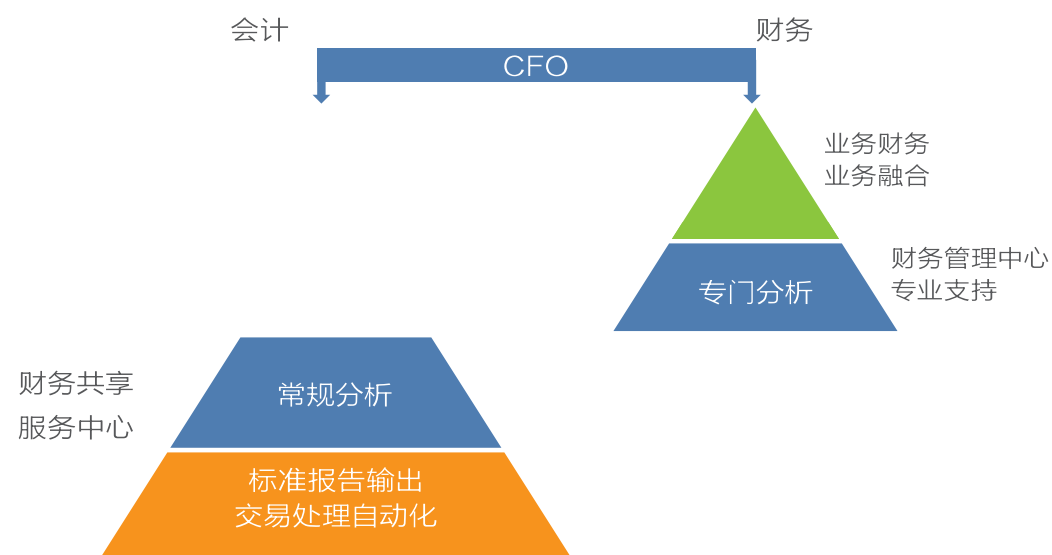 会计
财务
CFO
业务财务
业务融合
财务管理中心
专业支持
专门分析
财务共享
服务中心
常规分析
标准报告输出
交易处理自动化